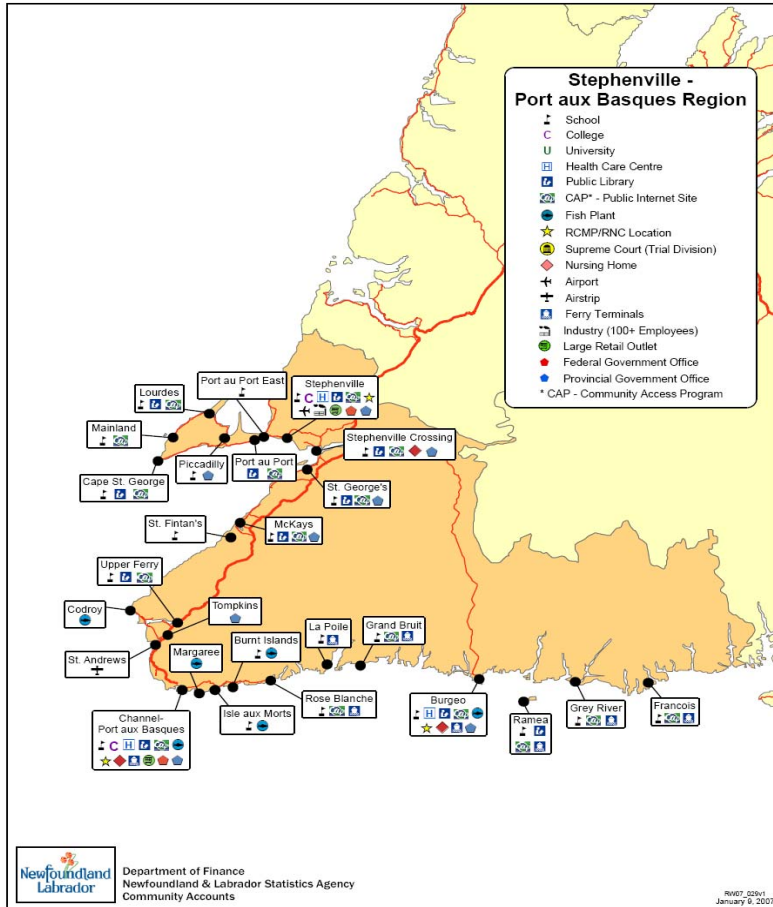 Stephenville -
Port aux Basques Region
School
C College
U University
H Health Care Centre
Public Library
CAP* - Public Internet Site
Fish Plant
RCMP/RNC Location
Supreme Court (Trial Division)
Nursing Home
Airport
Airstrip
Ferry Terminals
Industry (100+ Employees)
Large Retail Outlet
Federal Government Office
Provincial Government Office
* CAP - Community Access Program
Port au Port East
Stephenville
C H
Lourdes
Mainland
Cape St. George
Piccadilly
Port au Port
Stephenville Crossing
St. George's
St. Fintan's
McKays
Upper Ferry
Codroy
Tompkins
St. Andrews
Margaree
Burnt Islands
La Poile
Grand Bruit
Channel-
Port aux Basques
C H
Isle aux Morts
Rose Blanche
Burgeo
H
Ramea
Grey River
Francois
Newfoundland
Labrador
Department of Finance
Newfoundland & Labrador Statistics Agency
Community Accounts
RW07_029v1
January 9, 2007